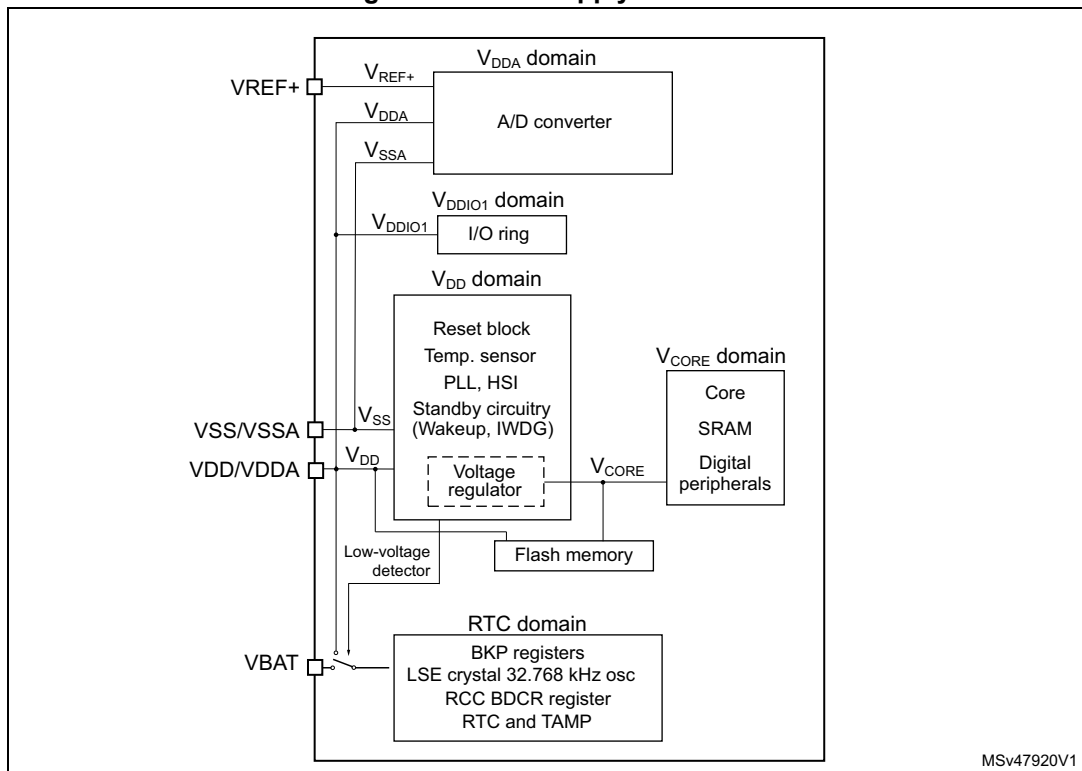 VDDA domain
VREF+
VREF+
VDDA
A/D converter
VSSA
VDDIO1 domain
VDDIO1
I/O ring
VDD domain
Reset block
Temp. sensor
PLL, HSI
Standby circuitry
(Wakeup, IWDG)
VCORE domain
Core
SRAM
Digital
peripherals
VSS/VSSA
VSS
VDD/VDDA
VDD
Voltage
regulator
VCORE
Flash memory
Low-voltage
detector
RTC domain
VBAT
BKP registers
LSE crystal 32.768 kHz osc
RCC BDCR register
RTC and TAMP
MSv47920V1